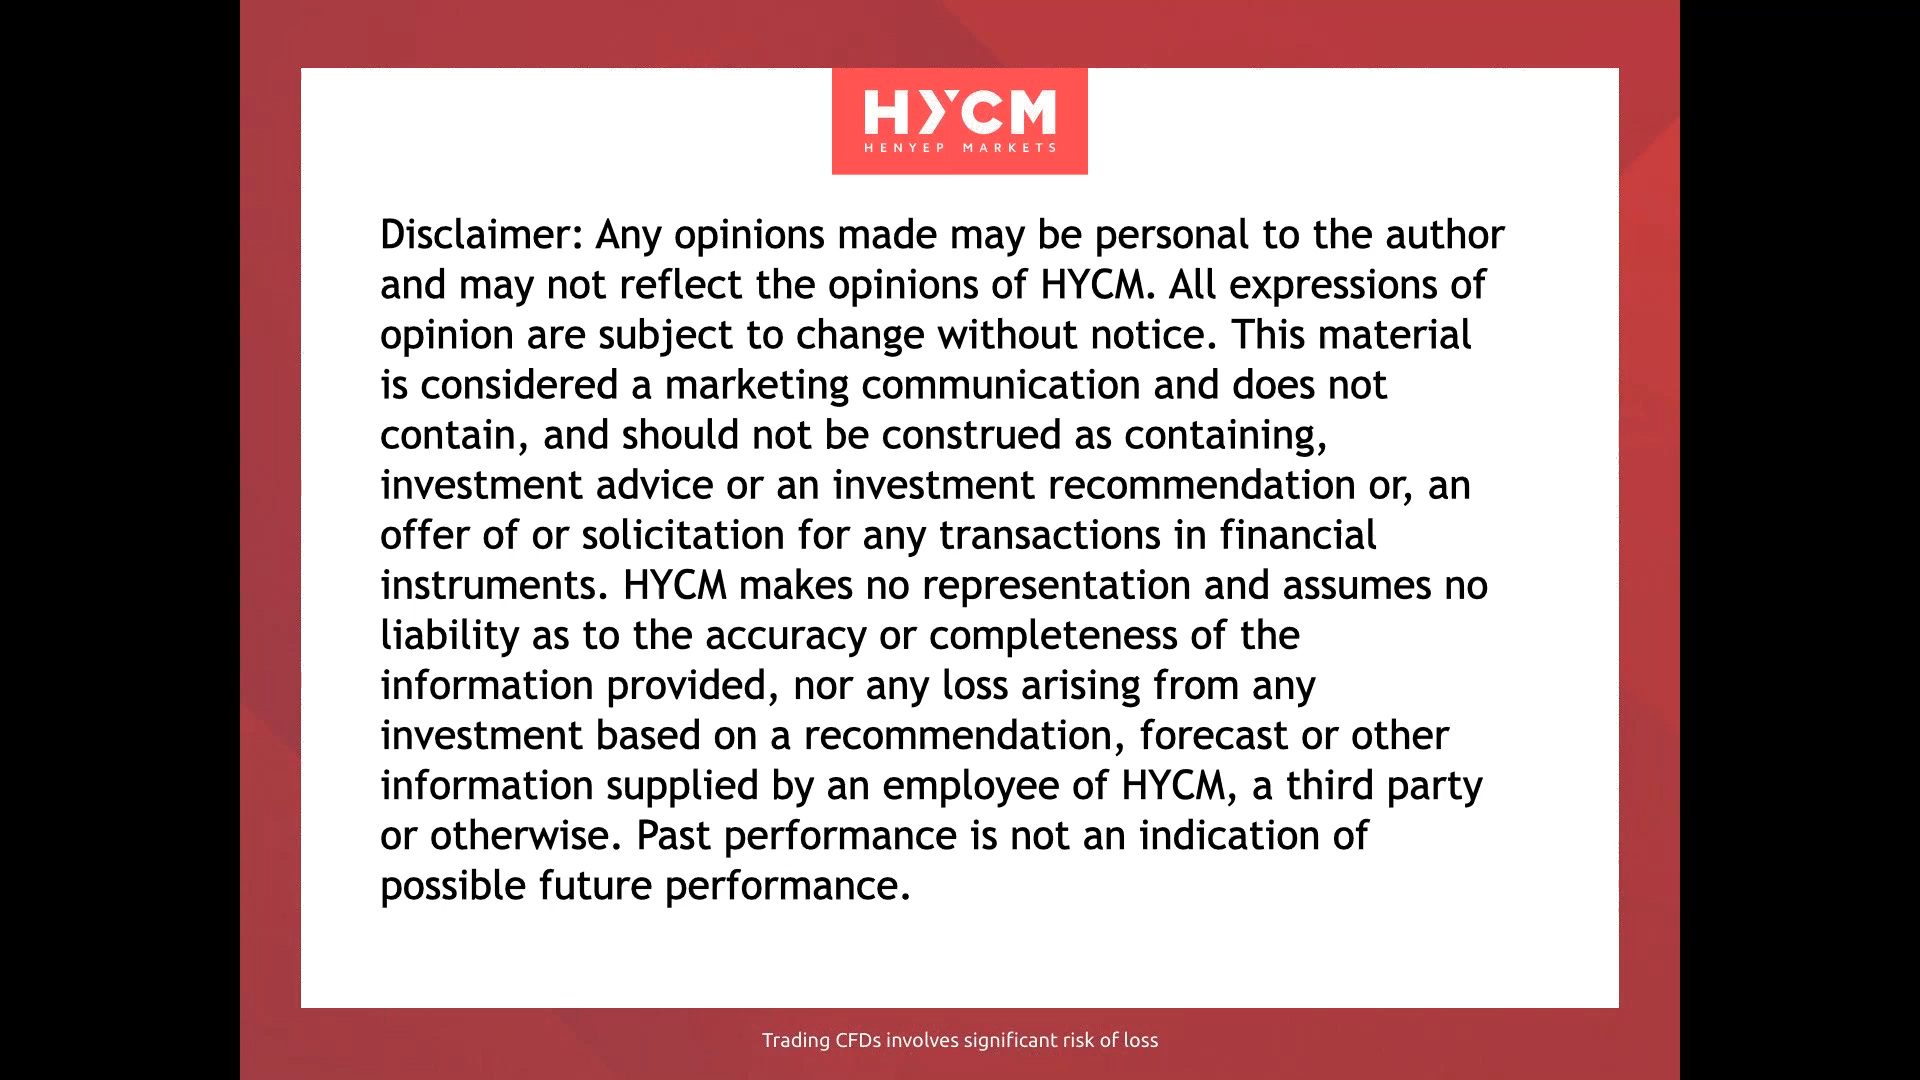 HYCM
HENYEP MARKETS
Disclaimer: Any opinions made may be personal to the author
and may not reflect the opinions of HYCM. All expressions of
opinion are subject to change without notice. This material
is considered a marketing communication and does not
contain, and should not be construed as containing,
investment advice or an investment recommendation or, an
offer of or solicitation for any transactions in financial
instruments. HYCM makes no representation and assumes no
liability as to the accuracy or completeness of the
information provided, nor any loss arising from any
investment based on a recommendation, forecast or other
information supplied by an employee of HYCM, a third party
or otherwise. Past performance is not an indication of
possible future performance.
Trading CFDs involves significant risk of loss